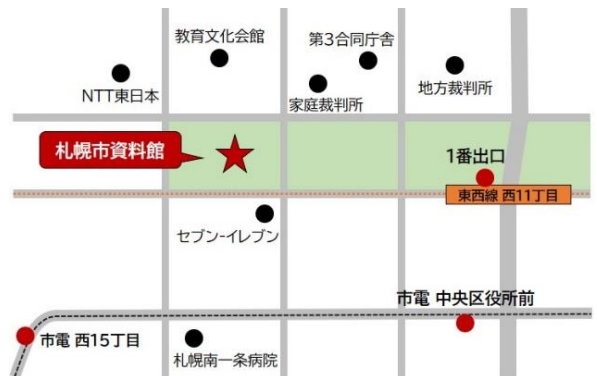 教育文化会館
第3合同庁舎
NTT東日本
家庭裁判所
地方裁判所
札幌市資料館
1番出口
東西線 西11丁目
セブン-イレブン
市電 中央区役所前
市電 西15丁目
札幌南一条病院